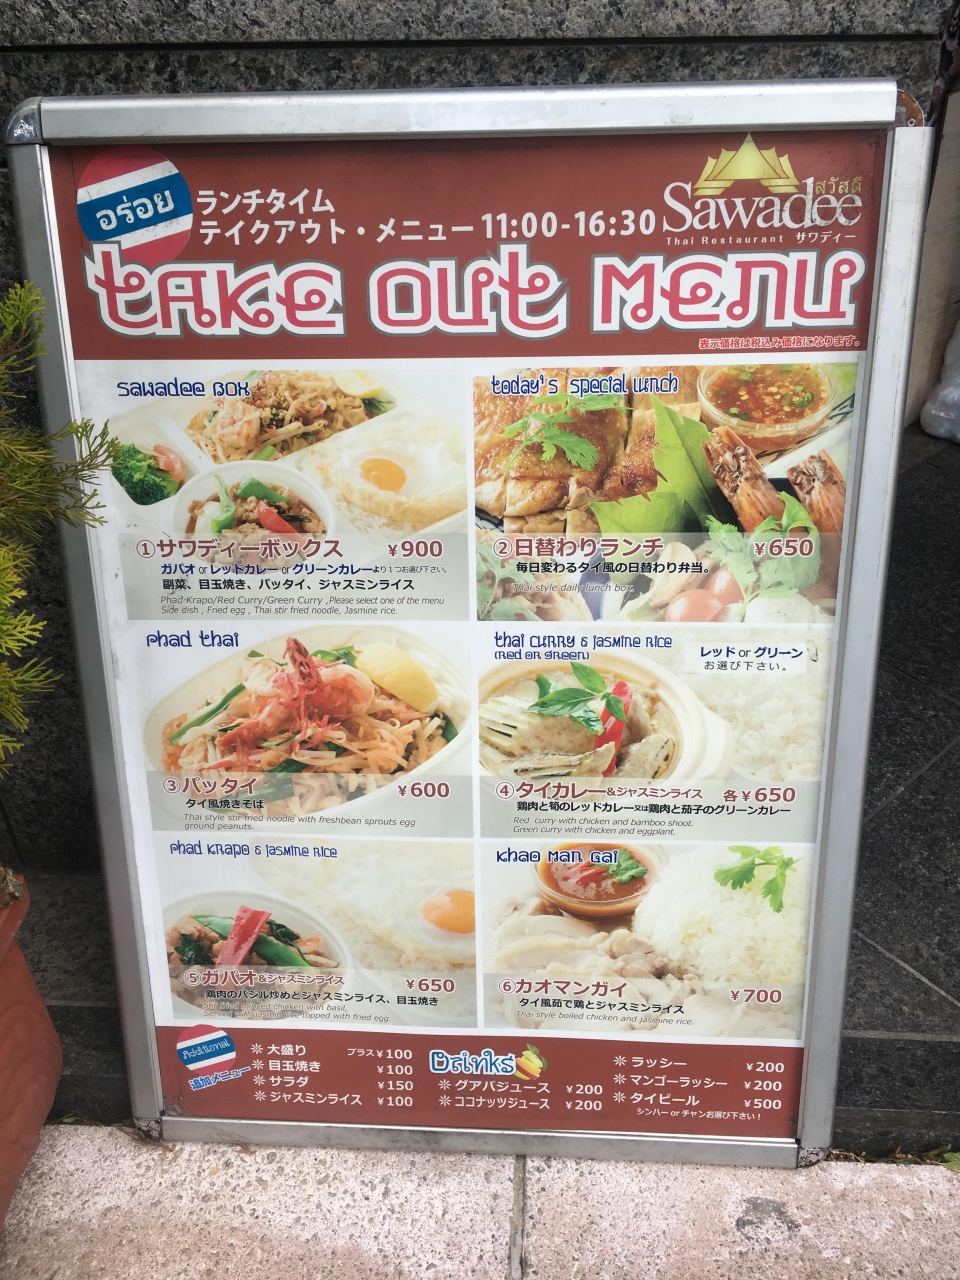 อร่อย
ランチタイム
テイクアウト・メニュー 11:00-16:30
สวัสดี
Sawadee
Thai Restaurant サワディー
TAKE OUT MENU
表示価格は税込み価格になります。
SAWADEE BOX
①サワディーボックス ¥900
ガパオ or レッドカレー or グリーンカレーより1つお選び下さい。
副菜、目玉焼き、パッタイ、ジャスミンライス
Phad-Krapo/Red Curry/Green Curry ,Please select one of the menu
Side dish , Fried egg , Thai stir fried noodle, Jasmine rice.
today's special lunch
②日替わりランチ ¥650
毎日変わるタイ風の日替わり弁当。
Thai style daily lunch box.
Phad thai
③パッタイ ¥600
タイ風焼きそば
Thai style stir fried noodle with freshbean sprouts egg
ground peanuts.
thai CURRY & jasmine Rice
(Red OR green)
レッド or グリーン
お選び下さい。
④タイカレー&ジャスミンライス 各¥650
鶏肉と筍のレッドカレー又は鶏肉と茄子のグリーンカレー
Red curry with chicken and bamboo shoot.
Green curry with chicken and eggplant.
Phad KRapo & jasmine Rice
⑤ガパオ&ジャスミンライス ¥650
鶏肉のバジル炒めとジャスミンライス、目玉焼き
Stir fried minced chicken with basil,
Served with jasmin rice topped with fried egg.
Khao Man Gai
⑥カオマンガイ ¥700
タイ風茹で鶏とジャスミンライス
Thai style boiled chicken and jasmine rice.
Additional
追加メニュー
※大盛り プラス¥100
※目玉焼き ¥100
※サラダ ¥150
※ジャスミンライス ¥100
Drinks
※グアバジュース ¥200
※ココナッツジュース ¥200
※ラッシー ¥200
※マンゴーラッシー ¥200
※タイビール ¥500
シンハー or チャンお選び下さい！